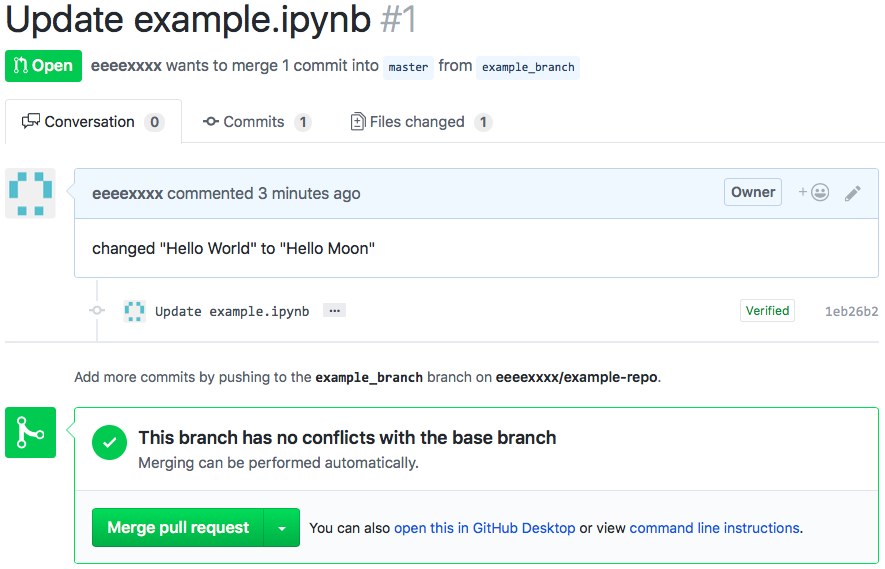 Update example.ipynb #1
Open eeeexxxx wants to merge 1 commit into master from example_branch
Conversation 0 Commits 1 Files changed 1
eeeexxxx commented 3 minutes ago Owner +
changed "Hello World" to "Hello Moon"
Update example.ipynb ... Verified 1eb26b2
Add more commits by pushing to the example_branch branch on eeeexxxx/example-repo.
This branch has no conflicts with the base branch
Merging can be performed automatically.
Merge pull request You can also open this in GitHub Desktop or view command line instructions.